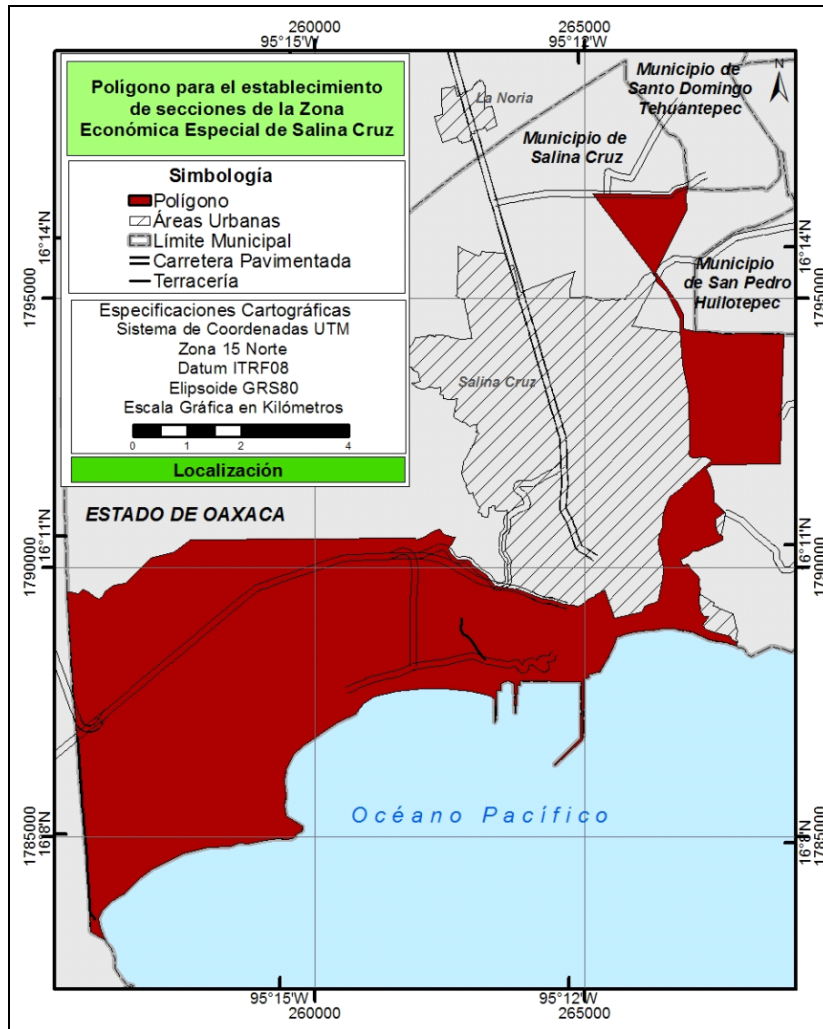 260000
265000
95°15'W
95°12'W
Polígono para el establecimiento
de secciones de la Zona
Económica Especial de Salina Cruz
Simbología
Polígono
Áreas Urbanas
Límite Municipal
Carretera Pavimentada
Terracería
Especificaciones Cartográficas
Sistema de Coordenadas UTM
Zona 15 Norte
Datum ITRF08
Elipsoide GRS80
Escala Gráfica en Kilómetros
0
1
2
4
Localización
La Noria
Municipio de
Santo Domingo
Tehuantepec
N
Municipio de
Salina Cruz
Municipio
de San Pedro
Huilotepec
Salina Cruz
ESTADO DE OAXACA
Océano Pacífico
16°14'N
1795000
16°11'N
1790000
16°8'N
1785000
16°14'N
1795000
16°11'N
1790000
16°8'N
1785000
95°15'W
95°12'W
260000
265000